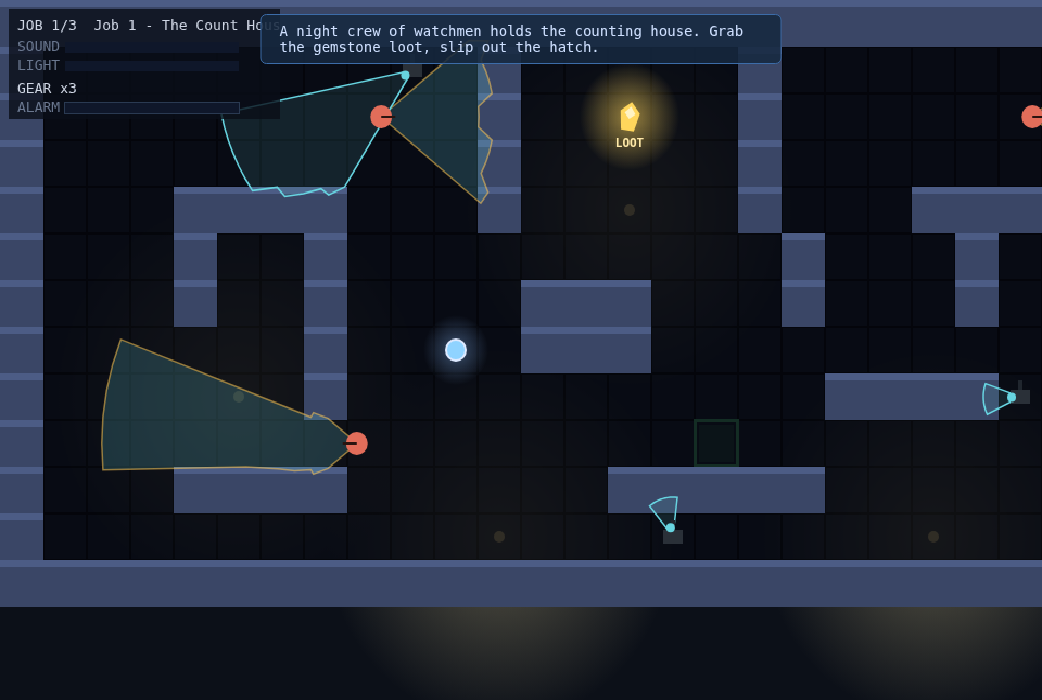 JOB 1/3  Job 1 - The Count Hous
A night crew of watchmen holds the counting house. Grab
the gemstone loot, slip out the hatch.
SOUND
LIGHT
GEAR x3
ALARM
LOOT